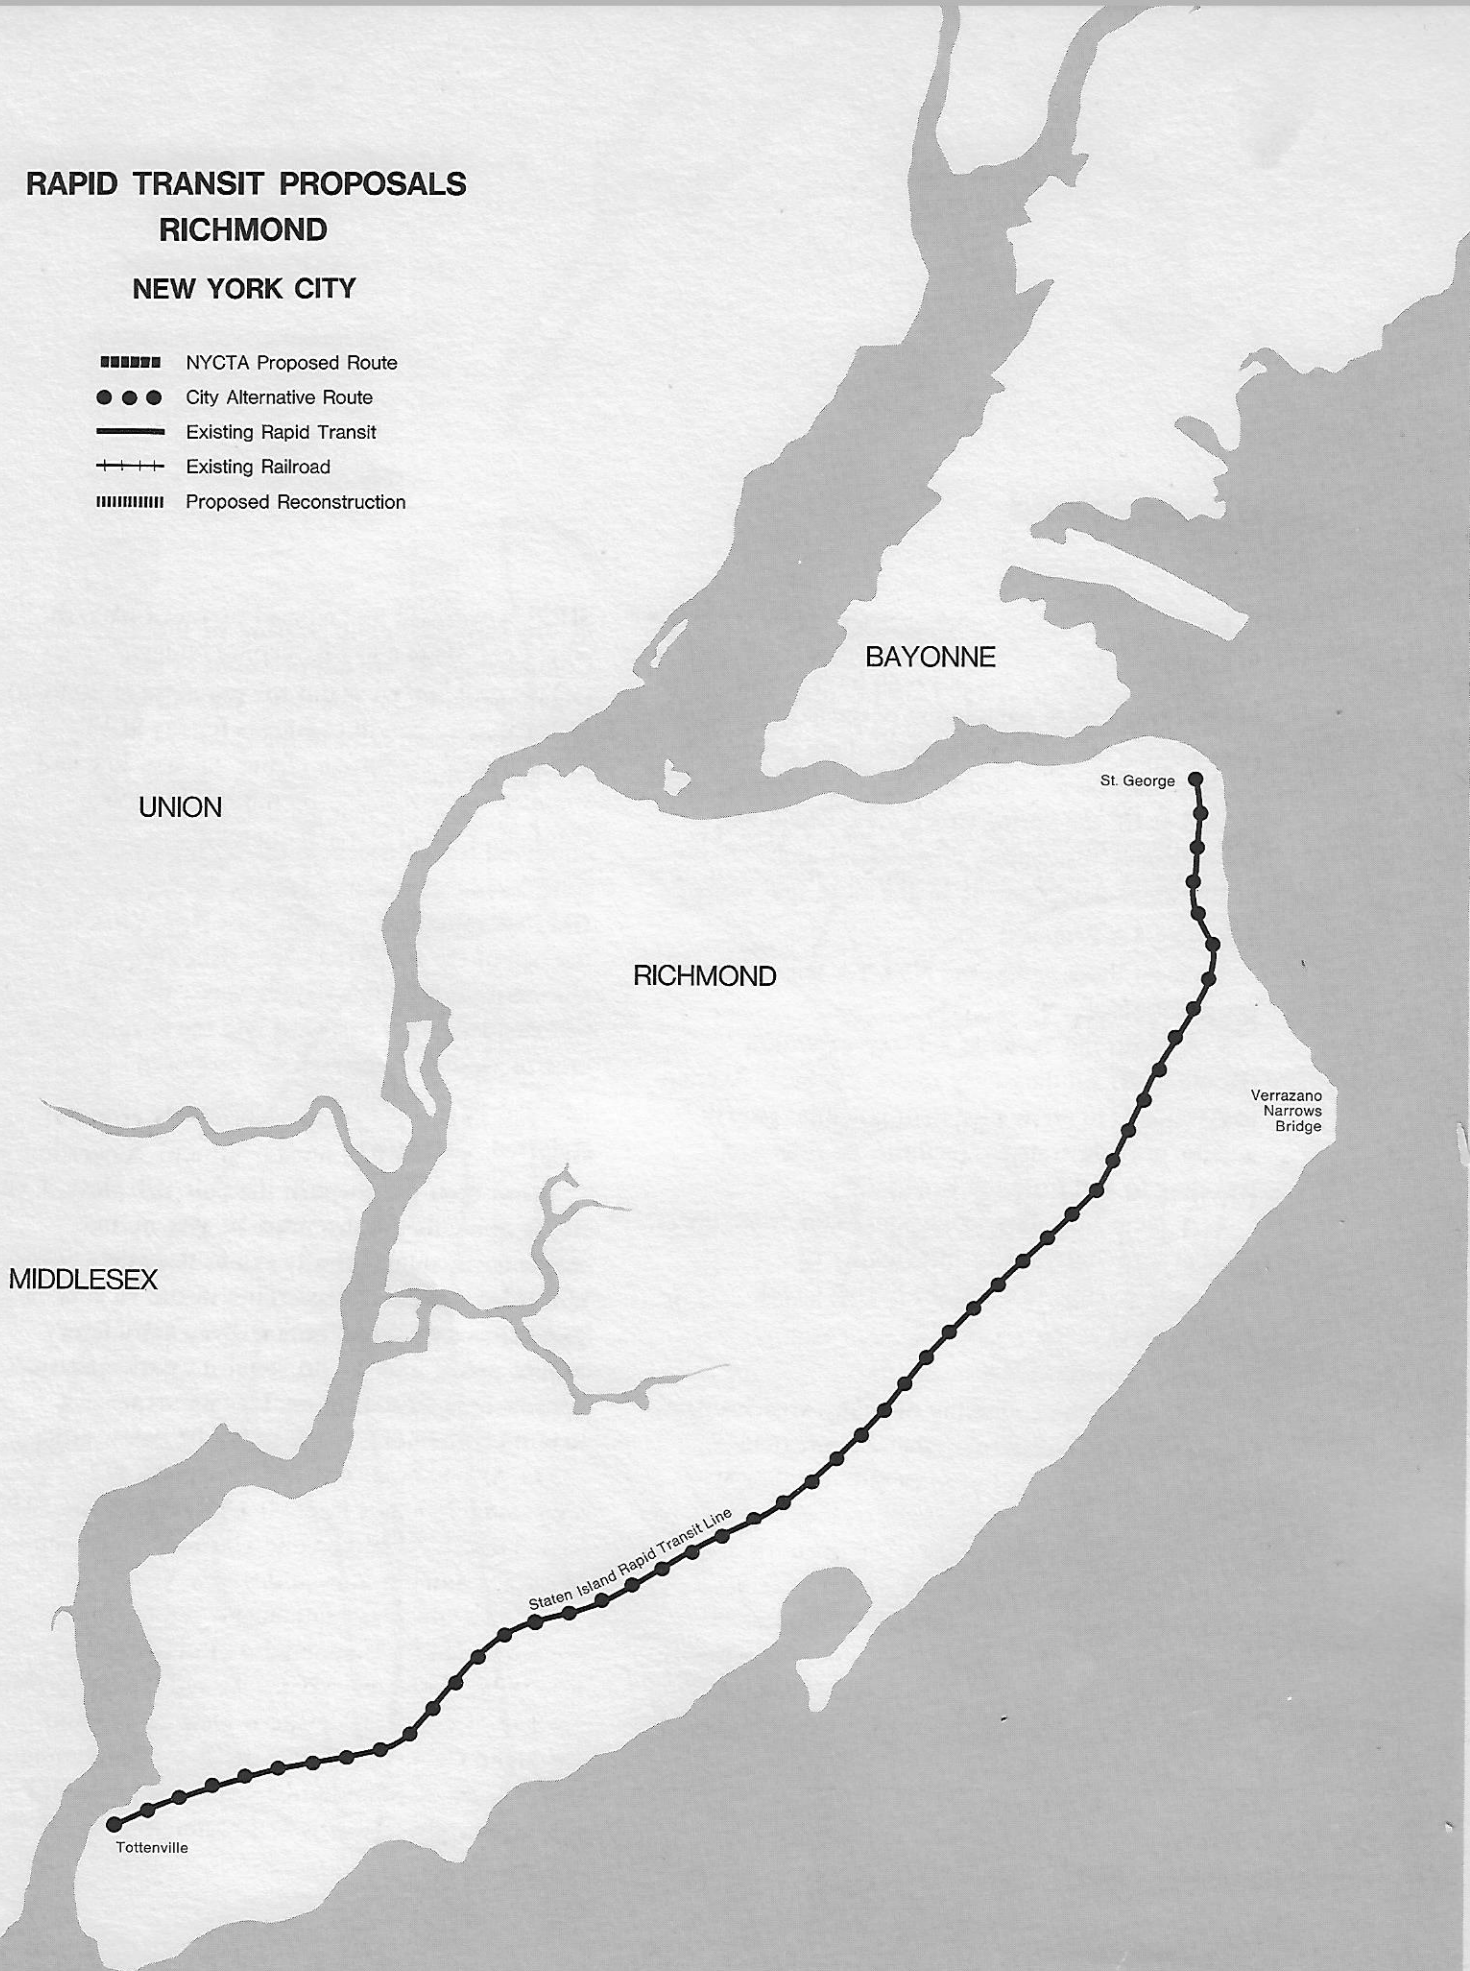 RAPID TRANSIT PROPOSALS
RICHMOND
NEW YORK CITY
NYCTA Proposed Route
City Alternative Route
Existing Rapid Transit
Existing Railroad
Proposed Reconstruction
BAYONNE
St. George
UNION
RICHMOND
Verrazano
Narrows
Bridge
MIDDLESEX
Staten Island Rapid Transit Line
Tottenville